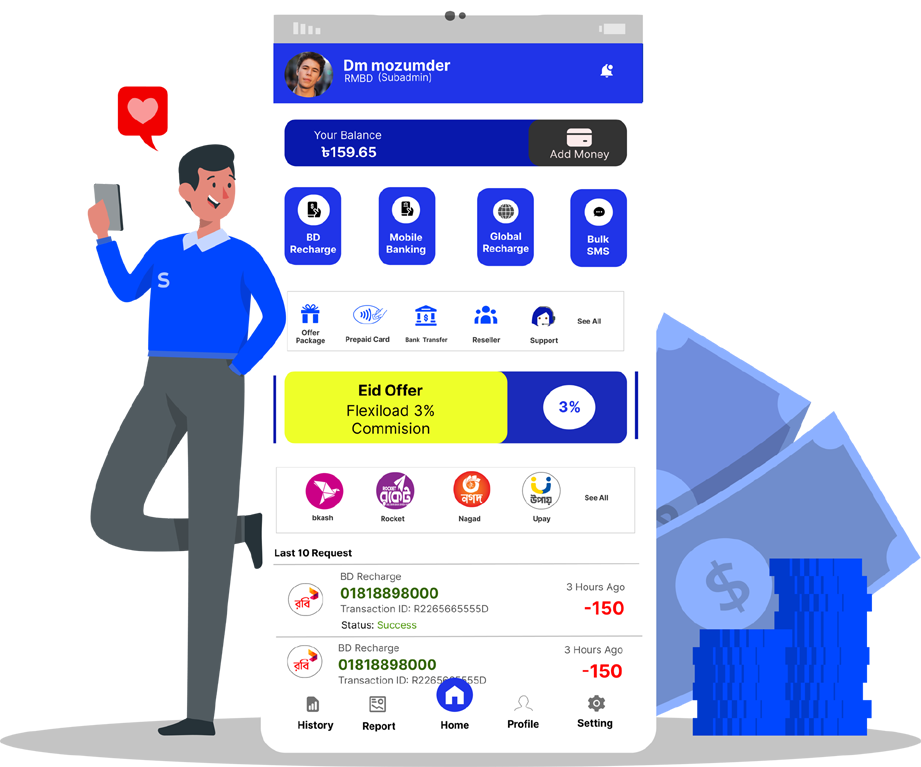 Dm mozumder
RMBD (Subadmin)
Your Balance
৳159.65
Add Money
BD
Recharge
Mobile
Banking
Global
Recharge
Bulk
SMS
S
Offer
Package
Prepaid Card
Bank Transfer
Reseller
Support
See All
Eid Offer
Flexiload 3%
Commision
3%
রকেট
ROCKET
নগদ
উপায়
bkash
Rocket
Nagad
Upay
See All
Last 10 Request
রবি
BD Recharge
01818898000
Transaction ID: R2265665555D
Status: Success
3 Hours Ago
-150
রবি
BD Recharge
01818898000
Transaction ID: R2265665555D
3 Hours Ago
-150
History
Report
Home
Profile
Setting
$